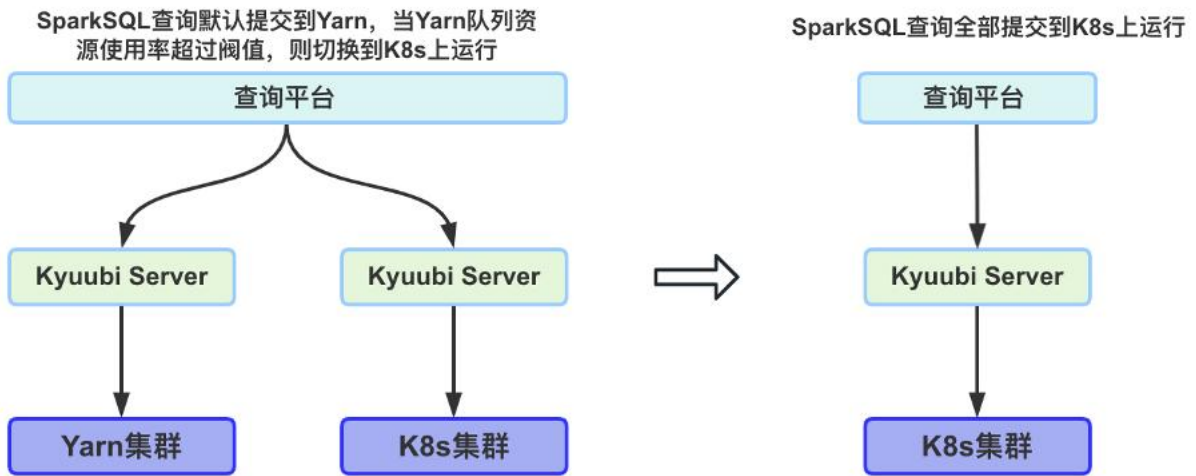 SparkSQL查询默认提交到Yarn，当Yarn队列资
源使用率超过阀值，则切换到K8s上运行
SparkSQL查询全部提交到K8s上运行
查询平台
查询平台
Kyuubi Server
Kyuubi Server
Kyuubi Server
Yarn集群
K8s集群
K8s集群